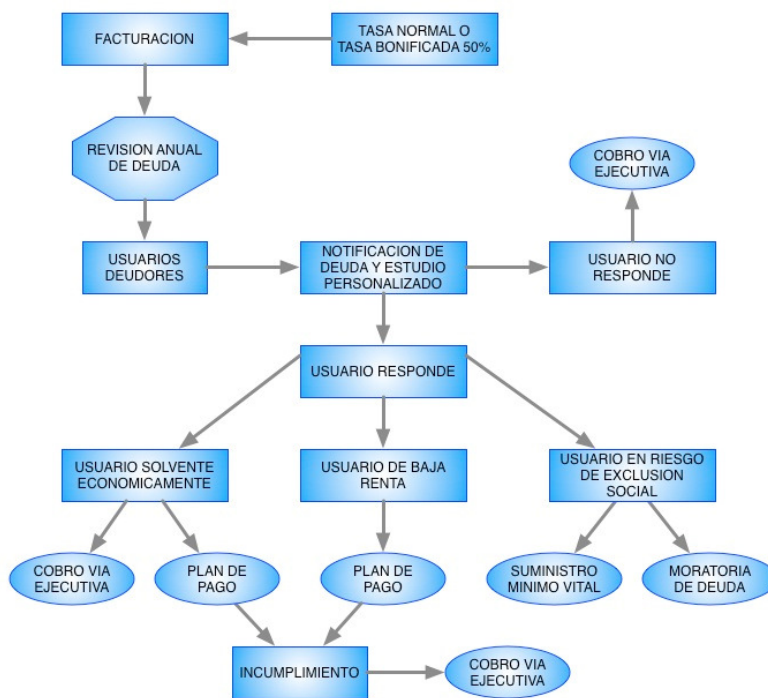 FACTURACION
TASA NORMAL O
TASA BONIFICADA 50%
REVISION ANUAL
DE DEUDA
COBRO VIA
EJECUTIVA
USUARIOS
DEUDORES
NOTIFICACION DE
DEUDA Y ESTUDIO
PERSONALIZADO
USUARIO NO
RESPONDE
USUARIO RESPONDE
USUARIO SOLVENTE
ECONOMICAMENTE
USUARIO DE BAJA
RENTA
USUARIO EN RIESGO
DE EXCLUSION
SOCIAL
COBRO VIA
EJECUTIVA
PLAN DE
PAGO
PLAN DE
PAGO
SUMINISTRO
MINIMO VITAL
MORATORIA
DE DEUDA
INCUMPLIMIENTO
COBRO VIA
EJECUTIVA